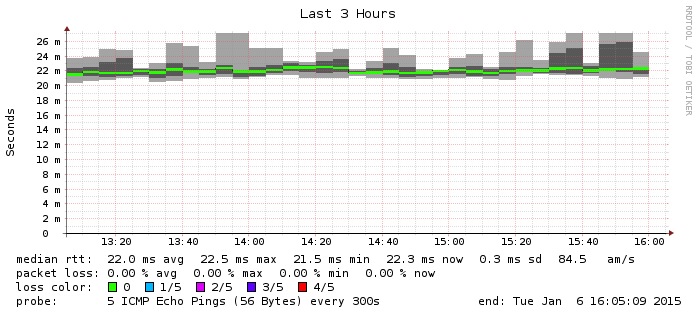 Last 3 Hours
RRDTOOL / TOBI OETIKER
Seconds
26 m
24 m
22 m
20 m
18 m
16 m
14 m
12 m
10 m
8 m
6 m
4 m
2 m
0
13:20 13:40 14:00 14:20 14:40 15:00 15:20 15:40 16:00
median rtt: 22.0 ms avg 22.5 ms max 21.5 ms min 22.3 ms now 0.3 ms sd 84.5 am/s
packet loss: 0.00 % avg 0.00 % max 0.00 % min 0.00 % now
loss color: 0 1/5 2/5 3/5 4/5
probe: 5 ICMP Echo Pings (56 Bytes) every 300s end: Tue Jan 6 16:05:09 2015